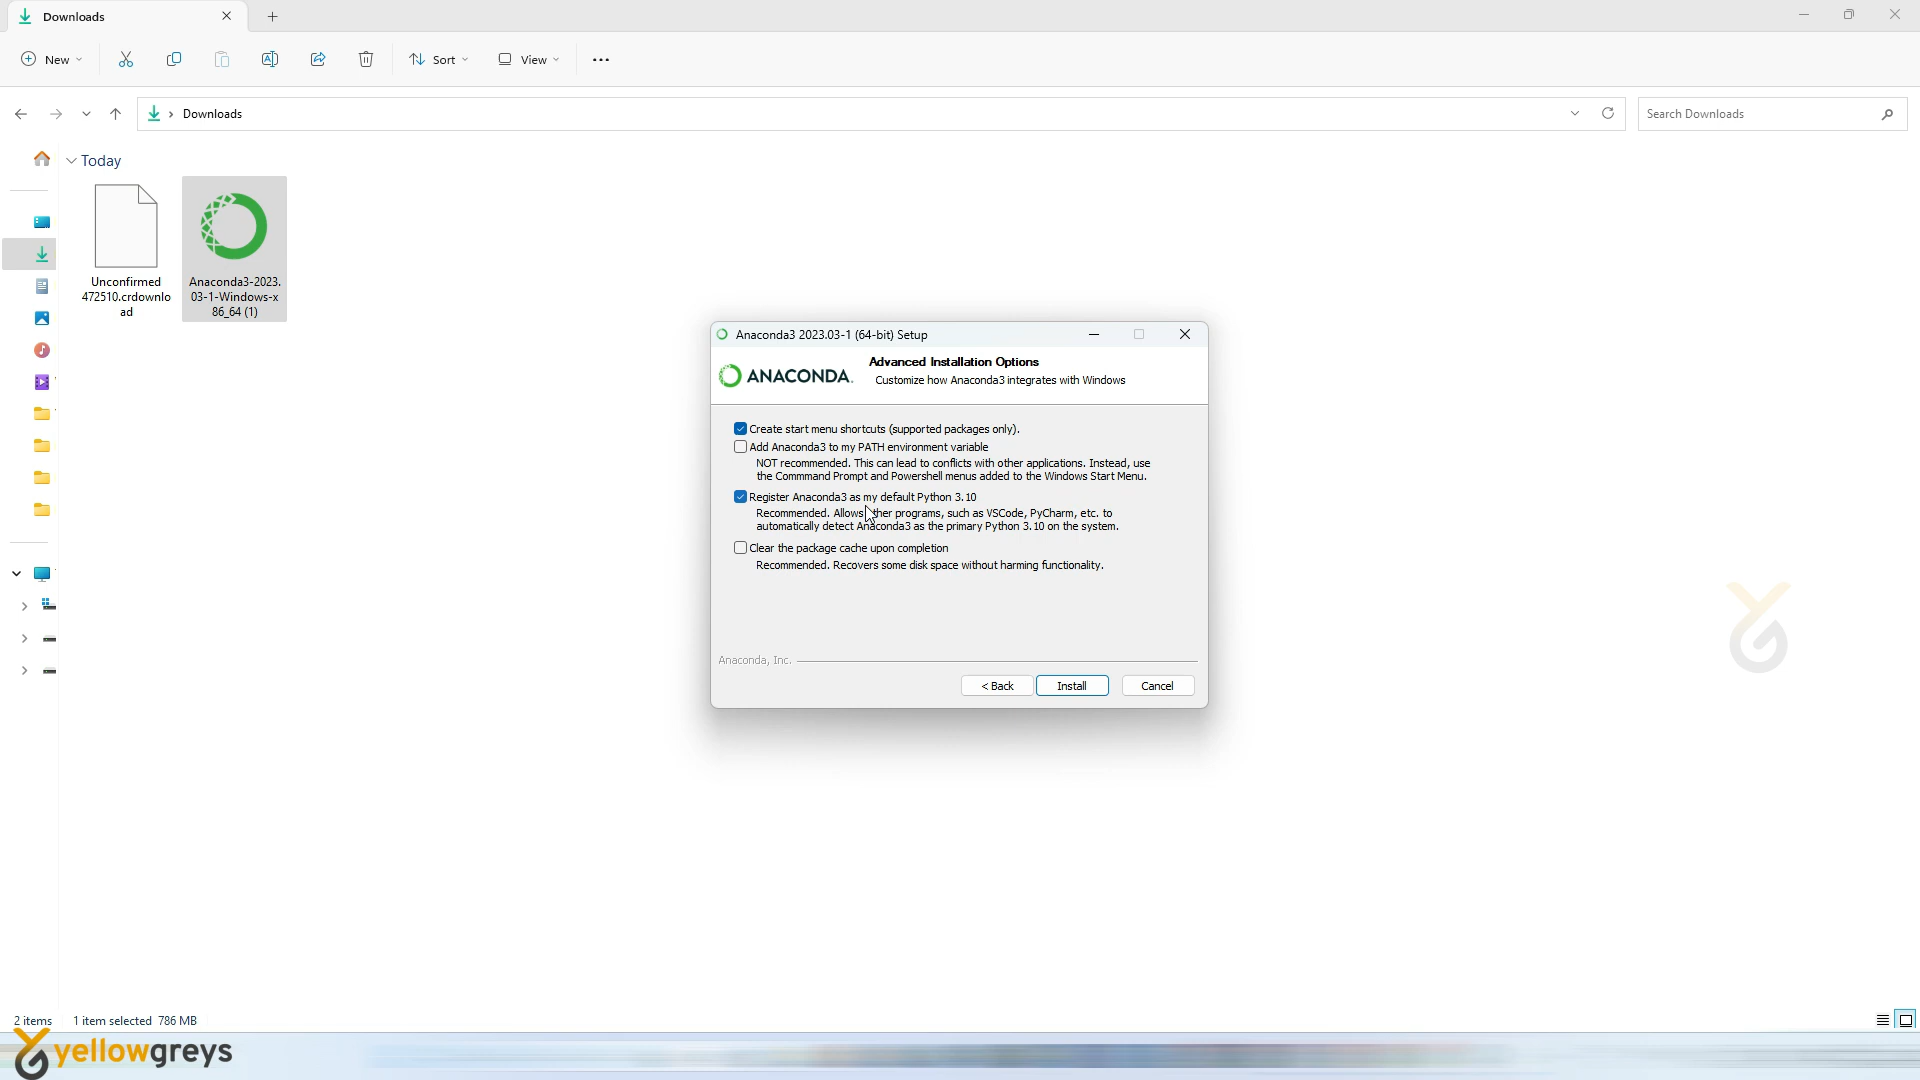 Downloads
New
Sort
View
Downloads
Search Downloads
Today
Unconfirmed
472510.crdownlo
ad
Anaconda3-2023.
03-1-Windows-x
86_64 (1)
Anaconda3 2023.03-1 (64-bit) Setup
ANACONDA.
Advanced Installation Options
Customize how Anaconda3 integrates with Windows
Create start menu shortcuts (supported packages only).
Add Anaconda3 to my PATH environment variable
NOT recommended. This can lead to conflicts with other applications. Instead, use
the Commmand Prompt and Powershell menus added to the Windows Start Menu.
Register Anaconda3 as my default Python 3.10
Recommended. Allows other programs, such as VSCode, PyCharm, etc. to
automatically detect Anaconda3 as the primary Python 3.10 on the system.
Clear the package cache upon completion
Recommended. Recovers some disk space without harming functionality.
Anaconda, Inc.
< Back
Install
Cancel
2 items
1 item selected 786 MB
yellowgreys